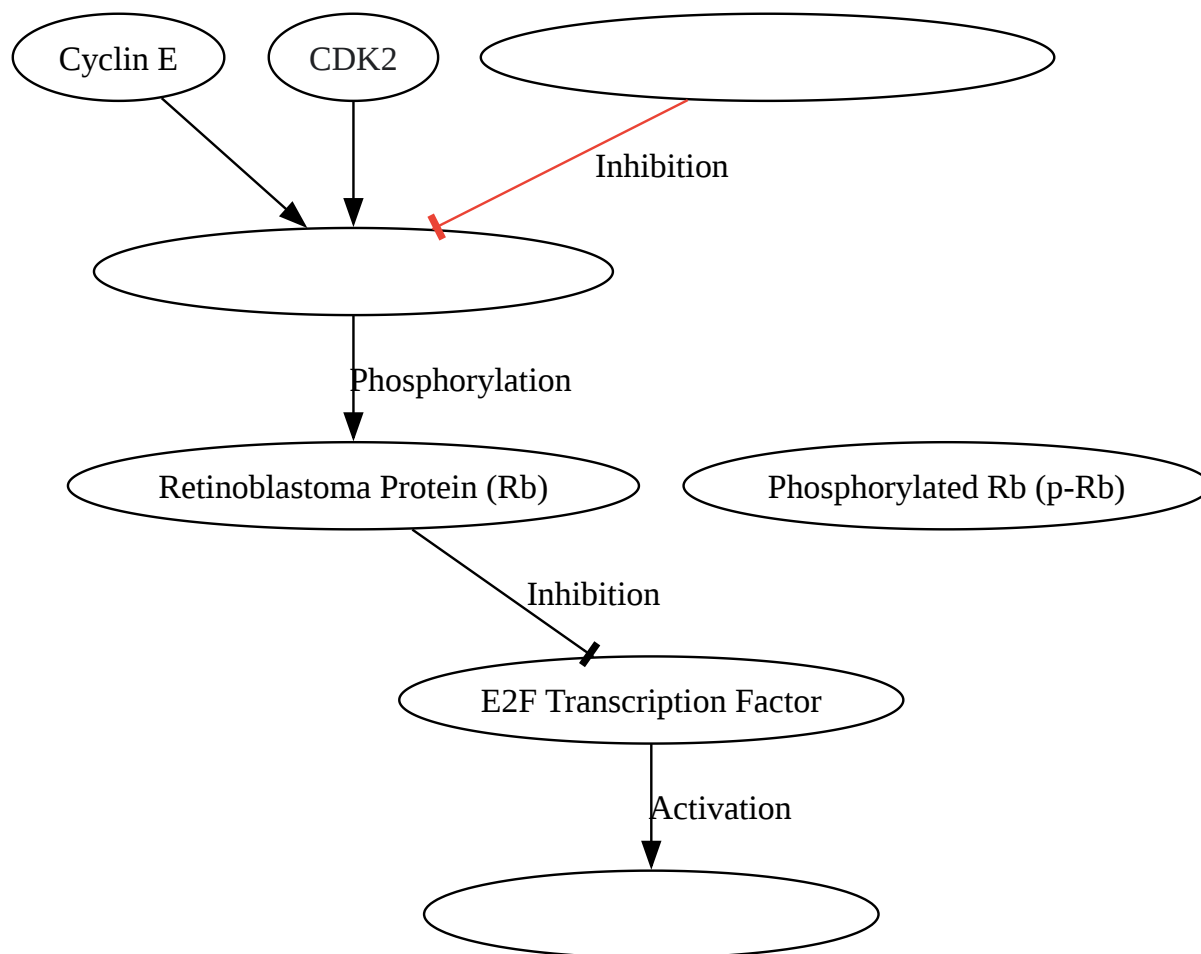 Cyclin E
CDK2
Inhibition
Phosphorylation
Retinoblastoma Protein (Rb)
Phosphorylated Rb (p-Rb)
Inhibition
E2F Transcription Factor
Activation